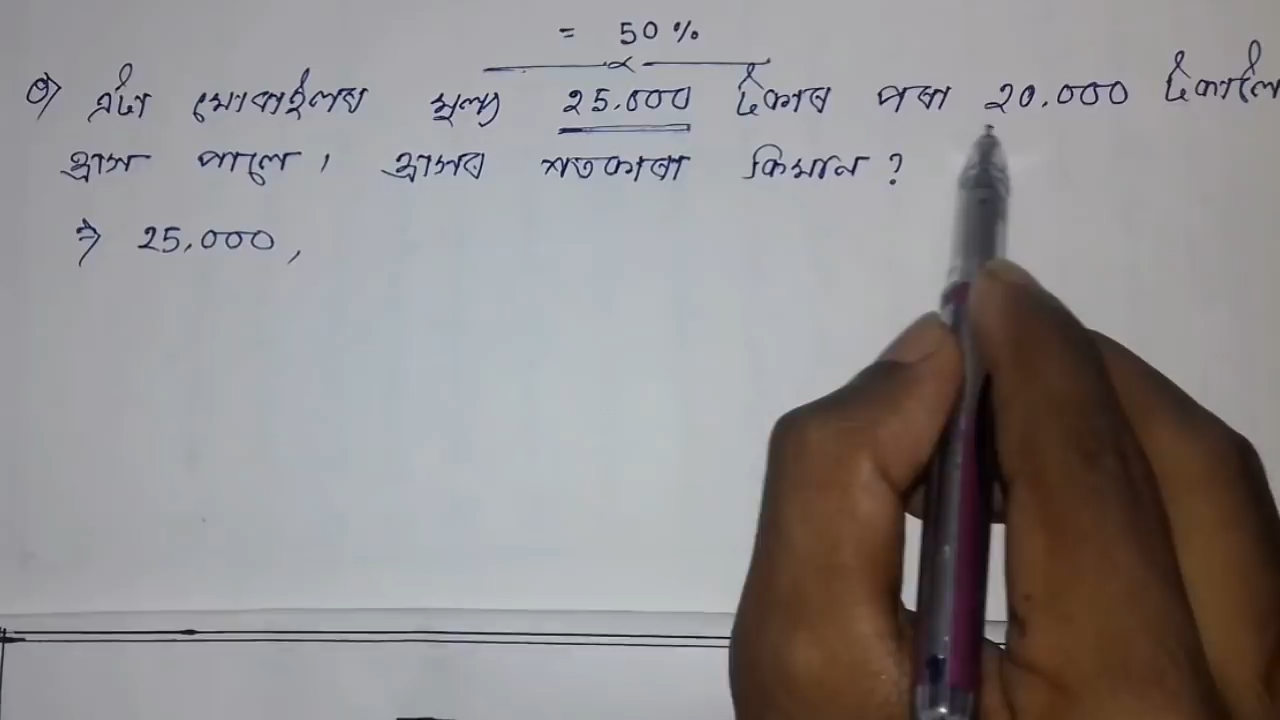 = 50%
৩) এটা মোবাইলৰ মূল্য 25.000 টকাৰ পৰা 20.000 টকালৈ
হ্ৰাস পালে, হ্ৰাসৰ শতকৰা কিমান ?
⇒ 25,000,